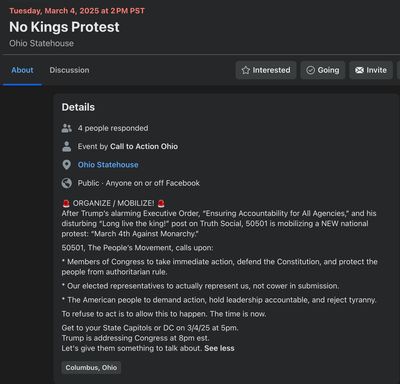 Tuesday, March 4, 2025 at 2 PM PST
No Kings Protest
Ohio Statehouse
About
Discussion
Interested
Going
Invite
Details
4 people responded
Event by Call to Action Ohio
Ohio Statehouse
Public · Anyone on or off Facebook
🚨 ORGANIZE / MOBILIZE! 🚨
After Trump's alarming Executive Order, "Ensuring Accountability for All Agencies," and his
disturbing "Long live the king!" post on Truth Social, 50501 is mobilizing a NEW national
protest: "March 4th Against Monarchy."
50501, The People's Movement, calls upon:
* Members of Congress to take immediate action, defend the Constitution, and protect the
people from authoritarian rule.
* Our elected representatives to actually represent us, not cower in submission.
* The American people to demand action, hold leadership accountable, and reject tyranny.
To refuse to act is to allow this to happen. The time is now.
Get to your State Capitols or DC on 3/4/25 at 5pm.
Trump is addressing Congress at 8pm est.
Let's give them something to talk about. See less
Columbus, Ohio